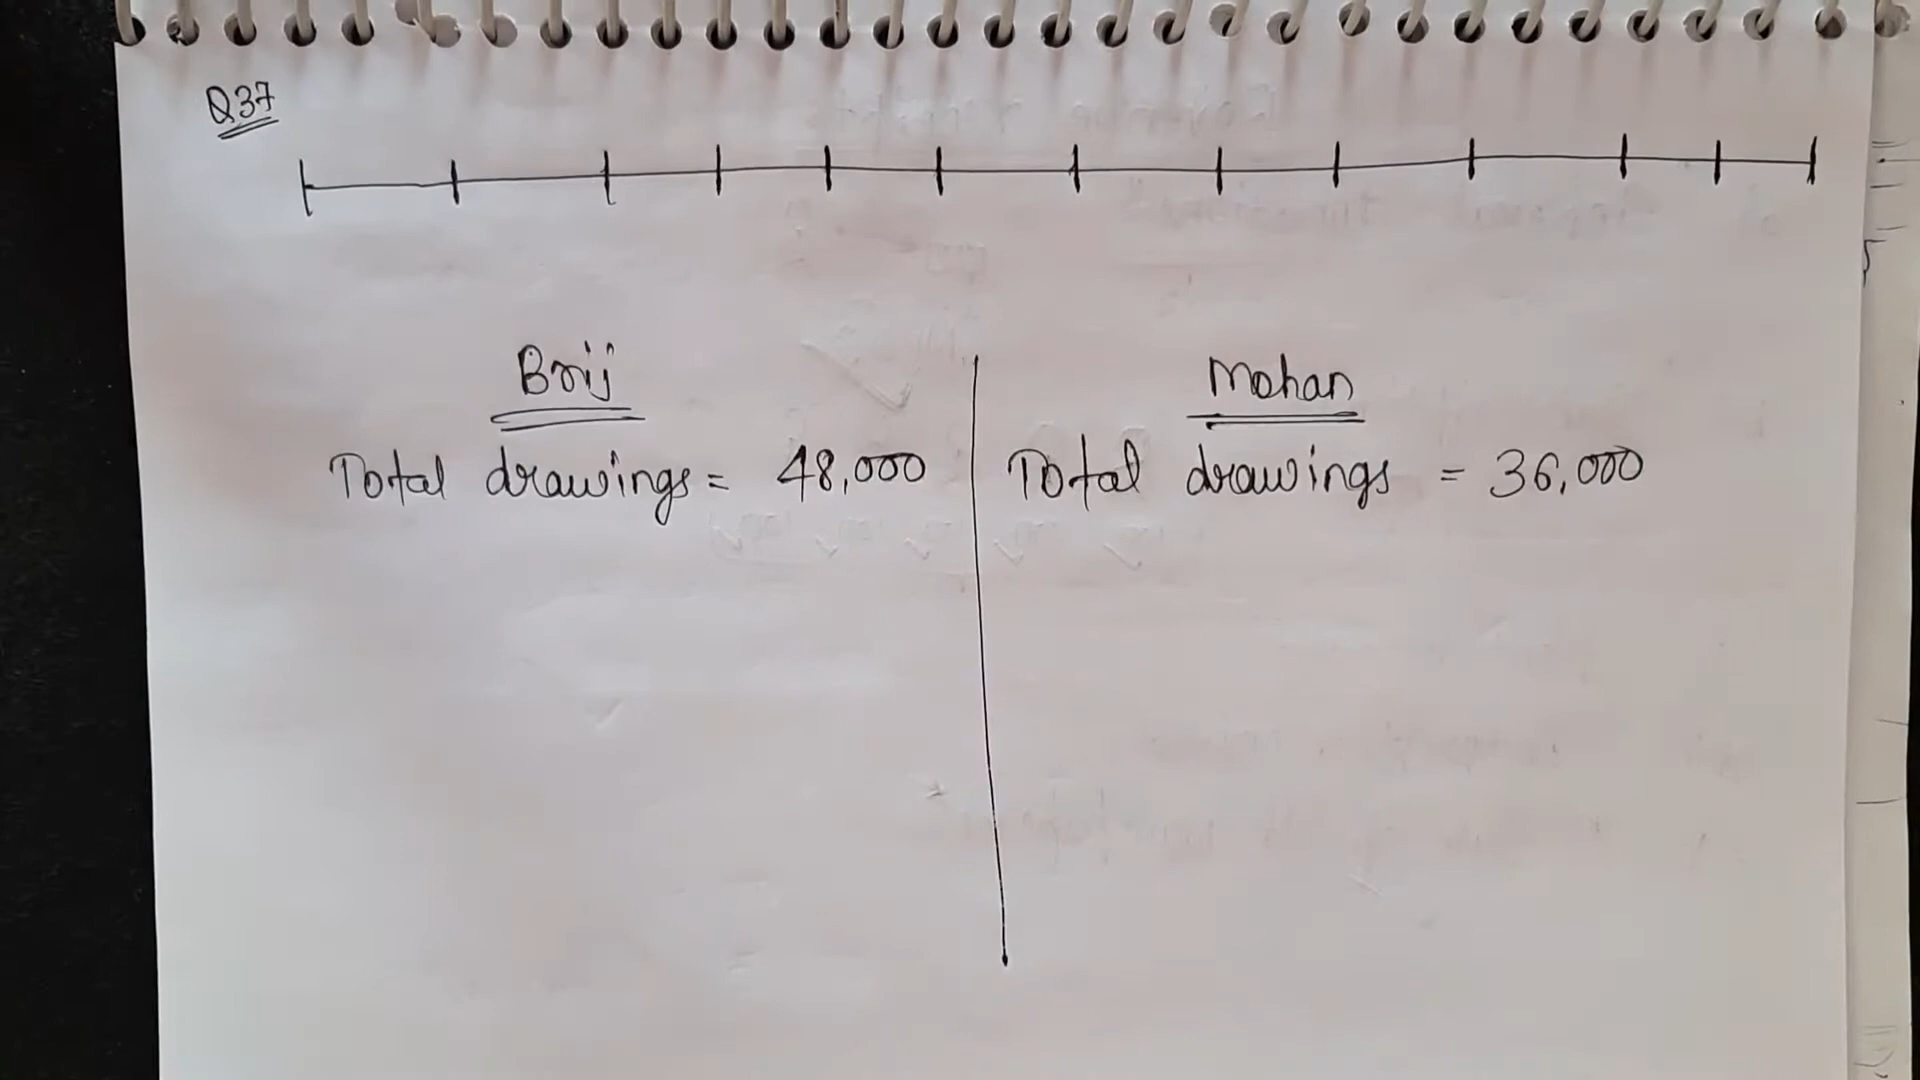 Q37
Brij
Total drawings = 48,000
Mohan
Total drawings = 36,000